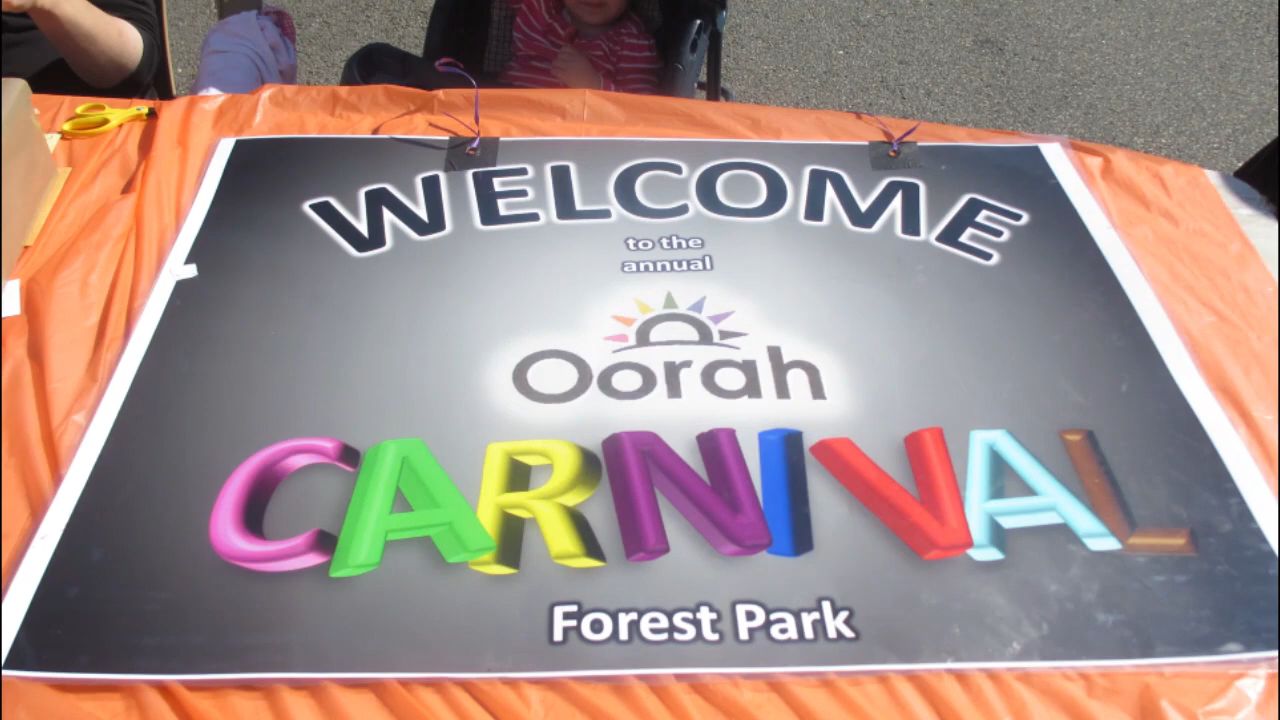 WELCOME
to the
annual
Oorah
CARNIVAL
Forest Park